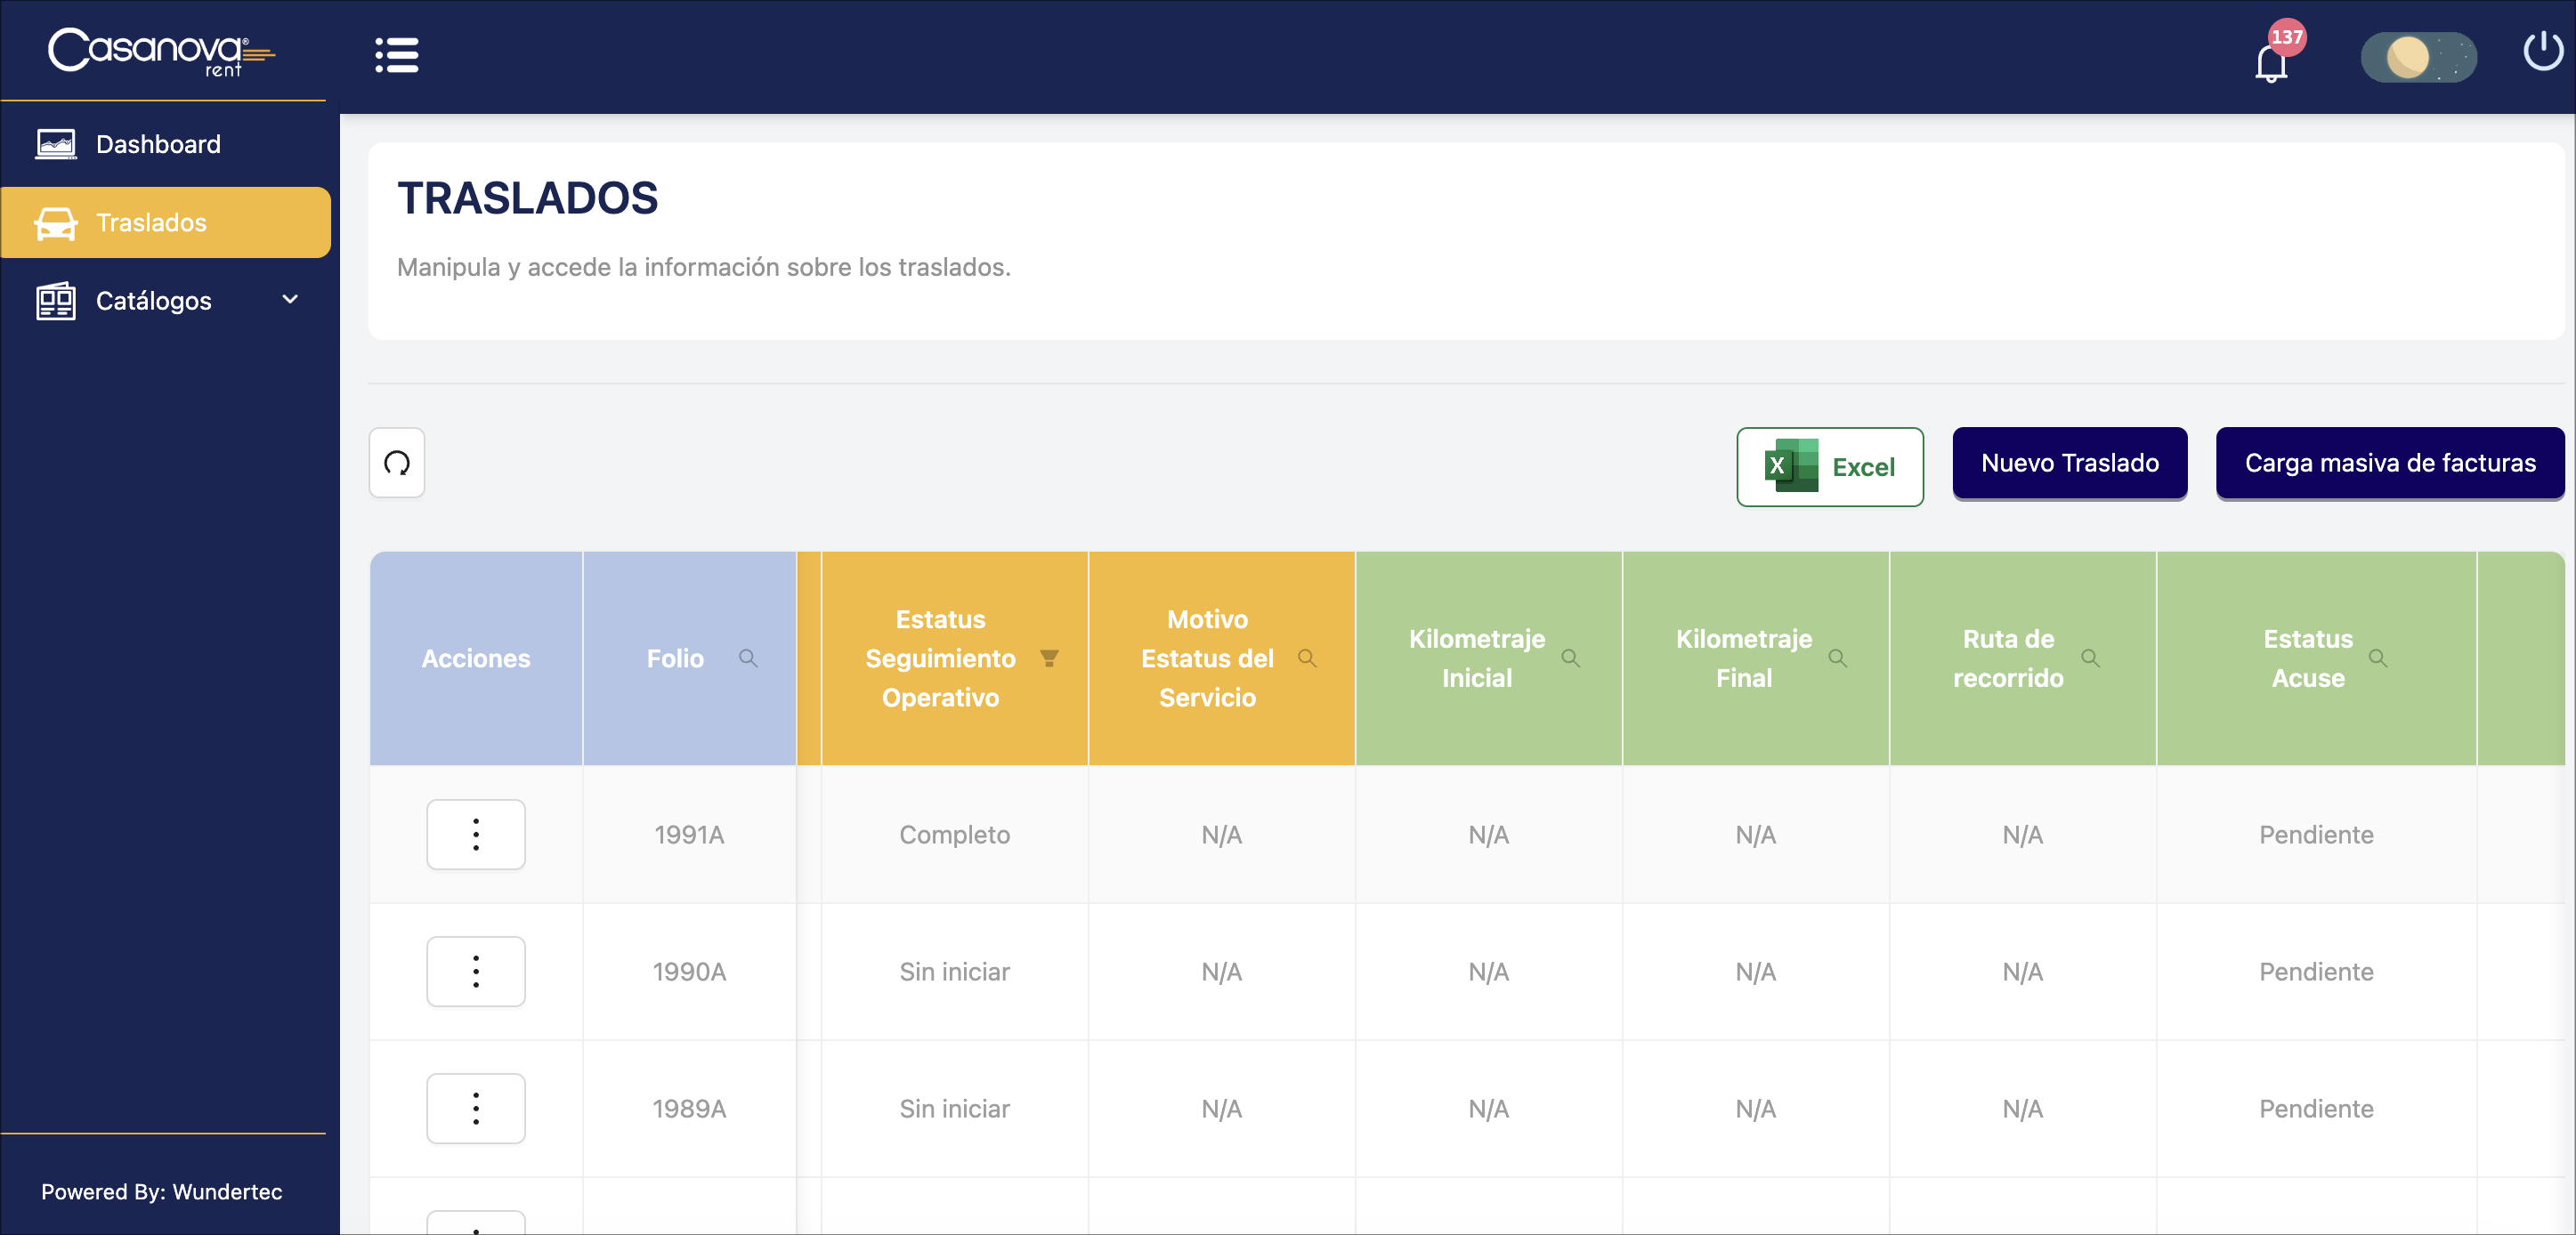 Casanova®
rent
137
Dashboard
Traslados
Catálogos
TRASLADOS
Manipula y accede la información sobre los traslados.
X Excel
Nuevo Traslado
Carga masiva de facturas
Acciones
Folio
Estatus
Seguimiento
Operativo
Motivo
Estatus del
Servicio
Kilometraje
Inicial
Kilometraje
Final
Ruta de
recorrido
Estatus
Acuse
1991A Completo N/A N/A N/A N/A Pendiente
1990A Sin iniciar N/A N/A N/A N/A Pendiente
1989A Sin iniciar N/A N/A N/A N/A Pendiente
Powered By: Wundertec